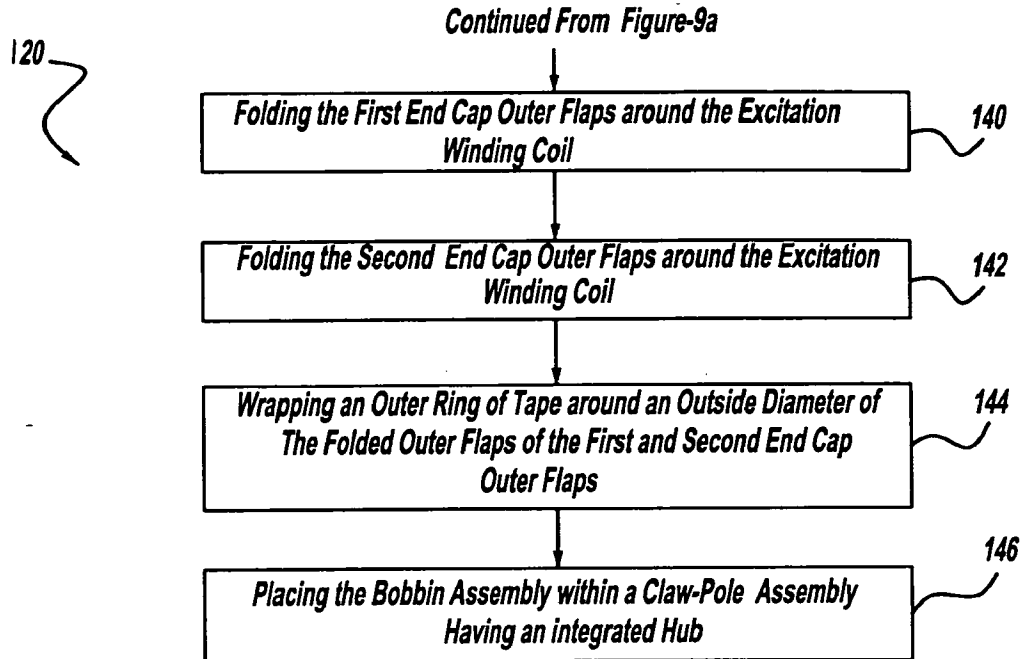 Continued From Figure-9a
120
Folding the First End Cap Outer Flaps around the Excitation
Winding Coil
140
Folding the Second End Cap Outer Flaps around the Excitation
Winding Coil
142
Wrapping an Outer Ring of Tape around an Outside Diameter of
The Folded Outer Flaps of the First and Second End Cap
Outer Flaps
144
Placing the Bobbin Assembly within a Claw-Pole Assembly
Having an integrated Hub
146